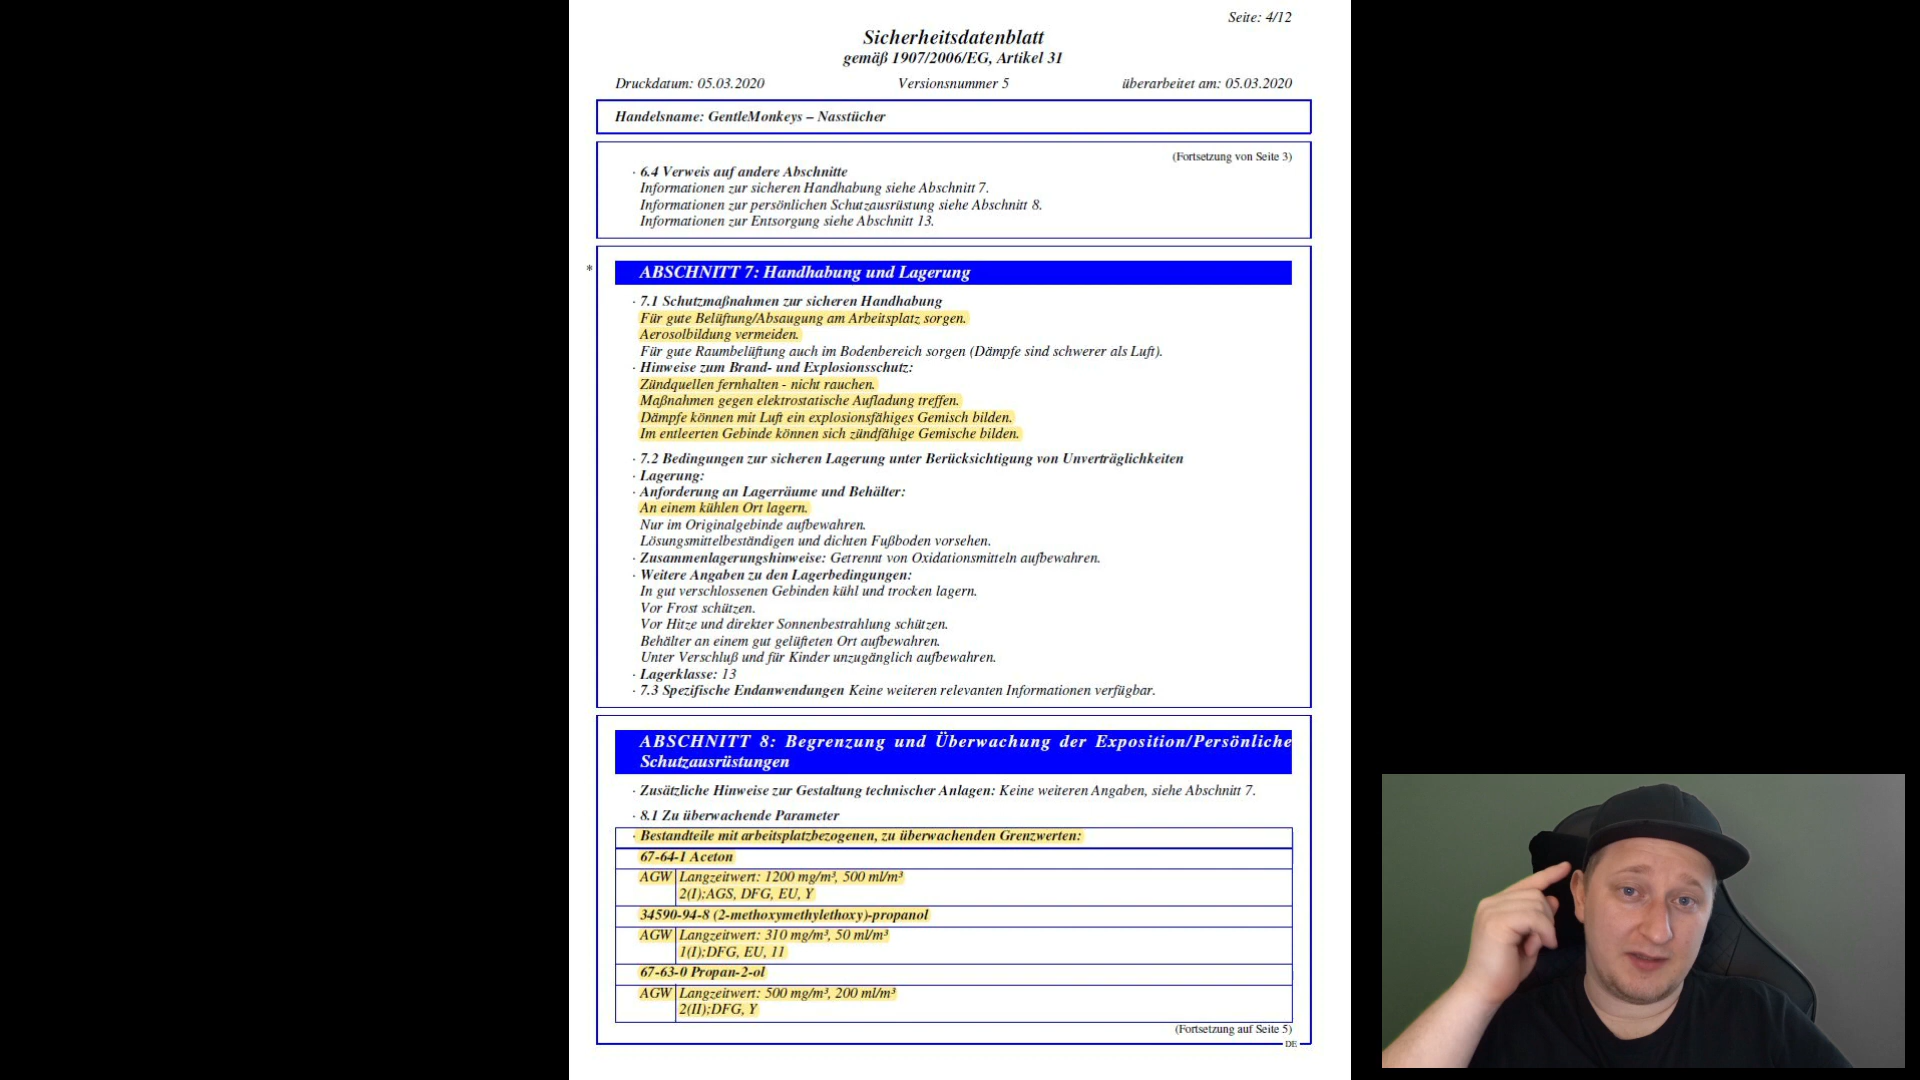 Seite: 4/12
Sicherheitsdatenblatt
gemäß 1907/2006/EG, Artikel 31
Druckdatum: 05.03.2020 Versionsnummer 5 überarbeitet am: 05.03.2020
Handelsname: GentleMonkeys – Nasstücher
(Fortsetzung von Seite 3)
· 6.4 Verweis auf andere Abschnitte
Informationen zur sicheren Handhabung siehe Abschnitt 7.
Informationen zur persönlichen Schutzausrüstung siehe Abschnitt 8.
Informationen zur Entsorgung siehe Abschnitt 13.
* ABSCHNITT 7: Handhabung und Lagerung
· 7.1 Schutzmaßnahmen zur sicheren Handhabung
Für gute Belüftung/Absaugung am Arbeitsplatz sorgen.
Aerosolbildung vermeiden.
Für gute Raumbelüftung auch im Bodenbereich sorgen (Dämpfe sind schwerer als Luft).
· Hinweise zum Brand- und Explosionsschutz:
Zündquellen fernhalten - nicht rauchen.
Maßnahmen gegen elektrostatische Aufladung treffen.
Dämpfe können mit Luft ein explosionsfähiges Gemisch bilden.
Im entleerten Gebinde können sich zündfähige Gemische bilden.
· 7.2 Bedingungen zur sicheren Lagerung unter Berücksichtigung von Unverträglichkeiten
· Lagerung:
· Anforderung an Lagerräume und Behälter:
An einem kühlen Ort lagern.
Nur im Originalgebinde aufbewahren.
Lösungsmittelbeständigen und dichten Fußboden vorsehen.
· Zusammenlagerungshinweise: Getrennt von Oxidationsmitteln aufbewahren.
· Weitere Angaben zu den Lagerbedingungen:
In gut verschlossenen Gebinden kühl und trocken lagern.
Vor Frost schützen.
Vor Hitze und direkter Sonnenbestrahlung schützen.
Behälter an einem gut gelüfteten Ort aufbewahren.
Unter Verschluß und für Kinder unzugänglich aufbewahren.
· Lagerklasse: 13
· 7.3 Spezifische Endanwendungen Keine weiteren relevanten Informationen verfügbar.
ABSCHNITT 8: Begrenzung und Überwachung der Exposition/Persönliche
Schutzausrüstungen
· Zusätzliche Hinweise zur Gestaltung technischer Anlagen: Keine weiteren Angaben, siehe Abschnitt 7.
· 8.1 Zu überwachende Parameter
· Bestandteile mit arbeitsplatzbezogenen, zu überwachenden Grenzwerten:
67-64-1 Aceton
AGW Langzeitwert: 1200 mg/m³, 500 ml/m³
2(I);AGS, DFG, EU, Y
34590-94-8 (2-methoxymethylethoxy)-propanol
AGW Langzeitwert: 310 mg/m³, 50 ml/m³
1(I);DFG, EU, 11
67-63-0 Propan-2-ol
AGW Langzeitwert: 500 mg/m³, 200 ml/m³
2(II);DFG, Y
(Fortsetzung auf Seite 5)
DE